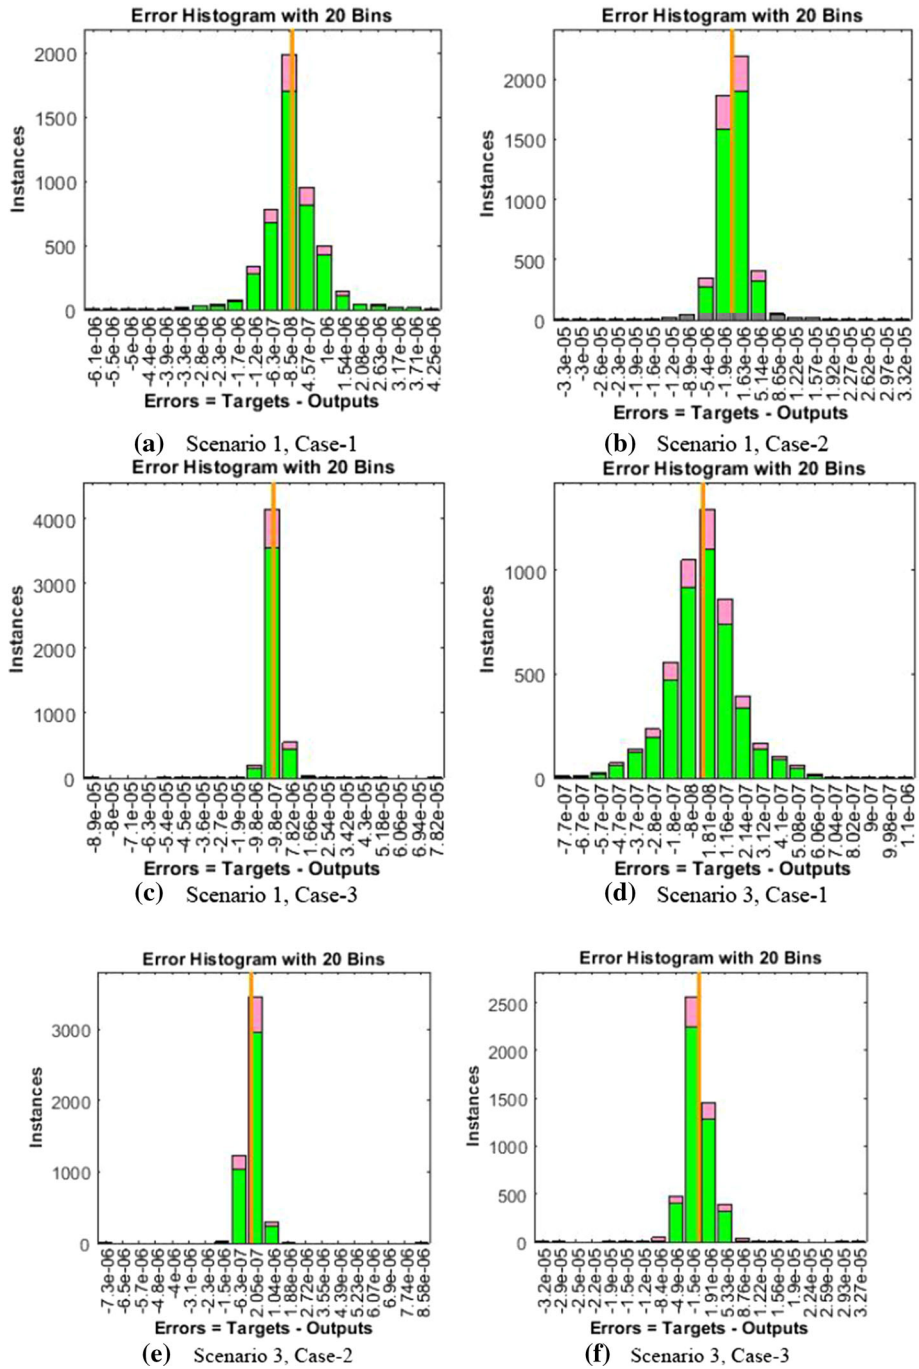 Error Histogram with 20 Bins
2000
1500
1000
500
0
Instances
-6.1e-06 -5.5e-06 -5e-06 -4.4e-06 -3.9e-06 -3.3e-06 -2.8e-06 -2.3e-06 -1.7e-06 -1.2e-06 -6.3e-07 -8.5e-08 4.57e-07 1e-06 1.54e-06 2.08e-06 2.63e-06 3.17e-06 3.71e-06 4.25e-06
Errors = Targets - Outputs
(a) Scenario 1, Case-1
Error Histogram with 20 Bins
2000
1500
1000
500
0
Instances
-3.3e-05 -3e-05 -2.6e-05 -2.3e-05 -1.9e-05 -1.6e-05 -1.2e-05 -8.9e-06 -5.4e-06 -1.9e-06 1.63e-06 5.14e-06 8.65e-06 1.22e-05 1.57e-05 1.92e-05 2.27e-05 2.62e-05 2.97e-05 3.32e-05
Errors = Targets - Outputs
(b) Scenario 1, Case-2
Error Histogram with 20 Bins
4000
3000
2000
1000
0
Instances
-8.9e-05 -8e-05 -7.1e-05 -6.3e-05 -5.4e-05 -4.5e-05 -3.6e-05 -2.7e-05 -1.9e-05 -9.8e-06 -9.8e-07 7.82e-06 1.66e-05 2.54e-05 3.42e-05 4.3e-05 5.18e-05 6.06e-05 6.94e-05 7.82e-05
Errors = Targets - Outputs
(c) Scenario 1, Case-3
Error Histogram with 20 Bins
1000
500
0
Instances
-7.7e-07 -6.7e-07 -5.7e-07 -4.7e-07 -3.8e-07 -2.8e-07 -1.8e-07 -8e-08 1.81e-08 1.16e-07 2.14e-07 3.12e-07 4.1e-07 5.08e-07 6.06e-07 7.04e-07 8.02e-07 9e-07 9.98e-07 1.1e-06
Errors = Targets - Outputs
(d) Scenario 3, Case-1
Error Histogram with 20 Bins
3000
2000
1000
0
Instances
-7.3e-06 -6.5e-06 -5.7e-06 -4.8e-06 -4e-06 -3.1e-06 -2.3e-06 -1.5e-06 -6.3e-07 2.05e-07 1.04e-06 1.88e-06 2.72e-06 3.55e-06 4.39e-06 5.23e-06 6.07e-06 6.9e-06 7.74e-06 8.58e-06
Errors = Targets - Outputs
(e) Scenario 3, Case-2
Error Histogram with 20 Bins
2500
2000
1500
1000
500
0
Instances
-3.2e-05 -2.9e-05 -2.5e-05 -2.2e-05 -1.9e-05 -1.5e-05 -1.2e-05 -8.4e-06 -4.9e-06 -1.5e-06 1.91e-06 5.33e-06 8.76e-06 1.22e-05 1.56e-05 1.9e-05 2.24e-05 2.59e-05 2.93e-05 3.27e-05
Errors = Targets - Outputs
(f) Scenario 3, Case-3